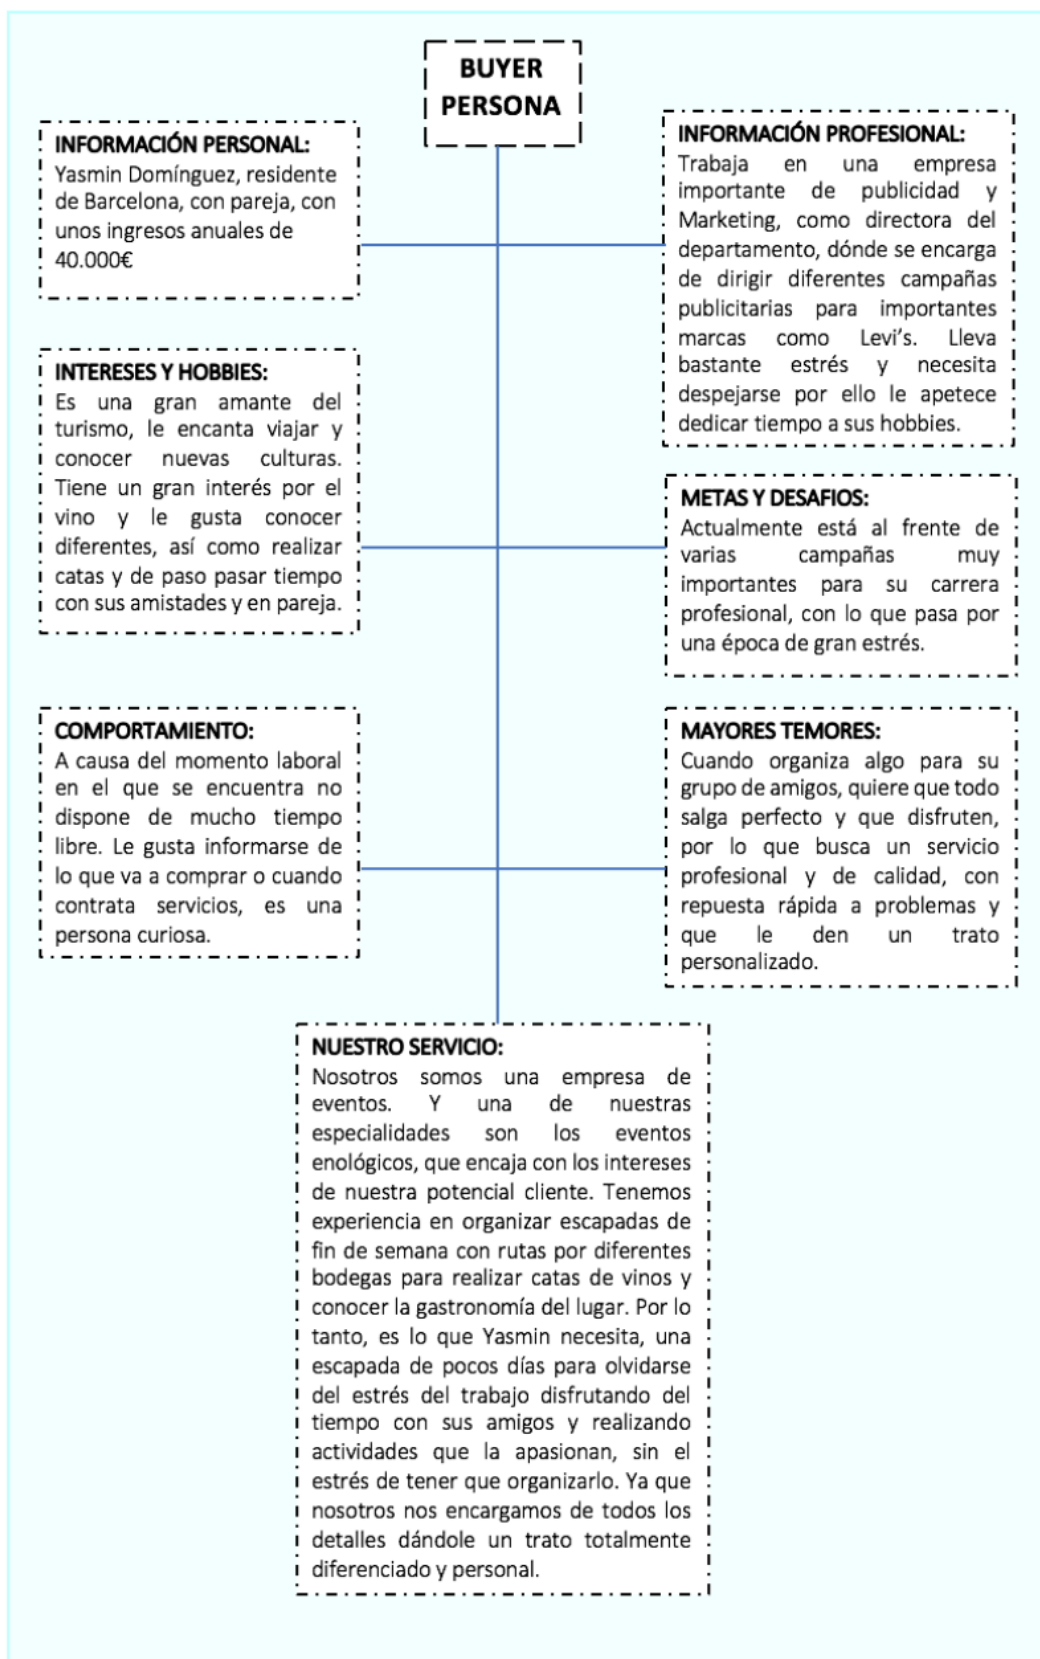 BUYER
PERSONA
INFORMACIÓN PERSONAL:
Yasmin Domínguez, residente
de Barcelona, con pareja, con
unos ingresos anuales de
40.000€
INFORMACIÓN PROFESIONAL:
Trabaja en una empresa
importante de publicidad y
Marketing, como directora del
departamento, dónde se encarga
de dirigir diferentes campañas
publicitarias para importantes
marcas como Levi's. Lleva
bastante estrés y necesita
despejarse por ello le apetece
dedicar tiempo a sus hobbies.
INTERESES Y HOBBIES:
Es una gran amante del
turismo, le encanta viajar y
conocer nuevas culturas.
Tiene un gran interés por el
vino y le gusta conocer
diferentes, así como realizar
catas y de paso pasar tiempo
con sus amistades y en pareja.
METAS Y DESAFIOS:
Actualmente está al frente de
varias campañas muy
importantes para su carrera
profesional, con lo que pasa por
una época de gran estrés.
COMPORTAMIENTO:
A causa del momento laboral
en el que se encuentra no
dispone de mucho tiempo
libre. Le gusta informarse de
lo que va a comprar o cuando
contrata servicios, es una
persona curiosa.
MAYORES TEMORES:
Cuando organiza algo para su
grupo de amigos, quiere que todo
salga perfecto y que disfruten,
por lo que busca un servicio
profesional y de calidad, con
repuesta rápida a problemas y
que le den un trato
personalizado.
NUESTRO SERVICIO:
Nosotros somos una empresa de
eventos. Y una de nuestras
especialidades son los eventos
enológicos, que encaja con los intereses
de nuestra potencial cliente. Tenemos
experiencia en organizar escapadas de
fin de semana con rutas por diferentes
bodegas para realizar catas de vinos y
conocer la gastronomía del lugar. Por lo
tanto, es lo que Yasmin necesita, una
escapada de pocos días para olvidarse
del estrés del trabajo disfrutando del
tiempo con sus amigos y realizando
actividades que la apasionan, sin el
estrés de tener que organizarlo. Ya que
nosotros nos encargamos de todos los
detalles dándole un trato totalmente
diferenciado y personal.